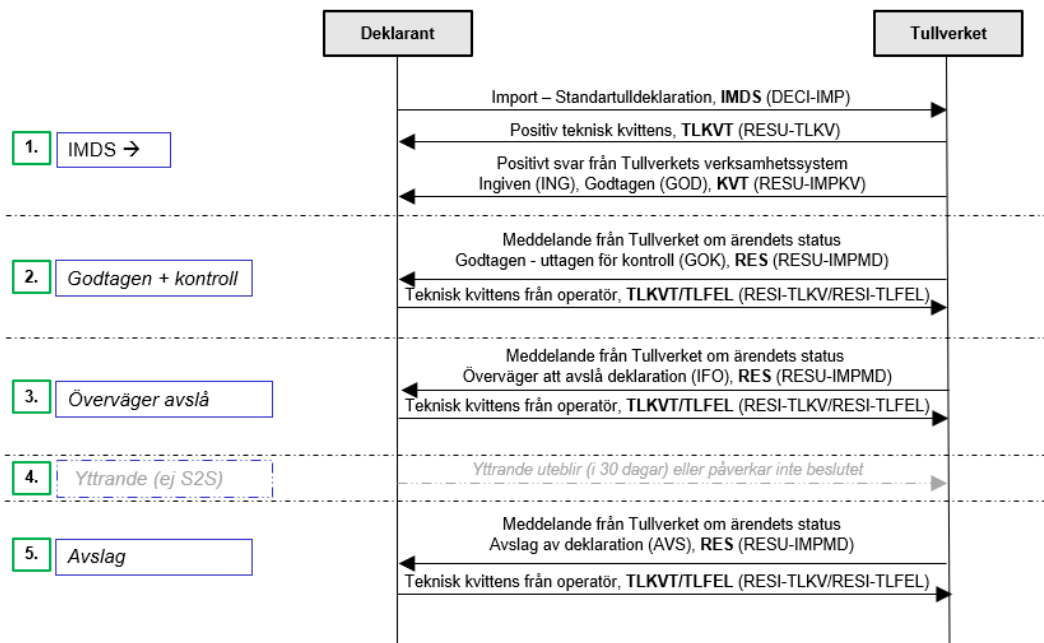 Deklarant
Tullverket
Import – Standartulldeklaration, IMDS (DECI-IMP)
Positiv teknisk kvittens, TLKVT (RESU-TLKV)
1.
IMDS →
Positivt svar från Tullverkets verksamhetssystem
Ingiven (ING), Godtagen (GOD), KVT (RESU-IMPKV)
2.
Godtagen + kontroll
Meddelande från Tullverket om ärendets status
Godtagen - uttagen för kontroll (GOK), RES (RESU-IMPMD)
Teknisk kvittens från operatör, TLKVT/TLFEL (RESI-TLKV/RESI-TLFEL)
3.
Överväger avslå
Meddelande från Tullverket om ärendets status
Överväger att avslå deklaration (IFO), RES (RESU-IMPMD)
Teknisk kvittens från operatör, TLKVT/TLFEL (RESI-TLKV/RESI-TLFEL)
4.
Yttrande (ej S2S)
Yttrande uteblir (i 30 dagar) eller påverkar inte beslutet
5.
Avslag
Meddelande från Tullverket om ärendets status
Avslag av deklaration (AVS), RES (RESU-IMPMD)
Teknisk kvittens från operatör, TLKVT/TLFEL (RESI-TLKV/RESI-TLFEL)